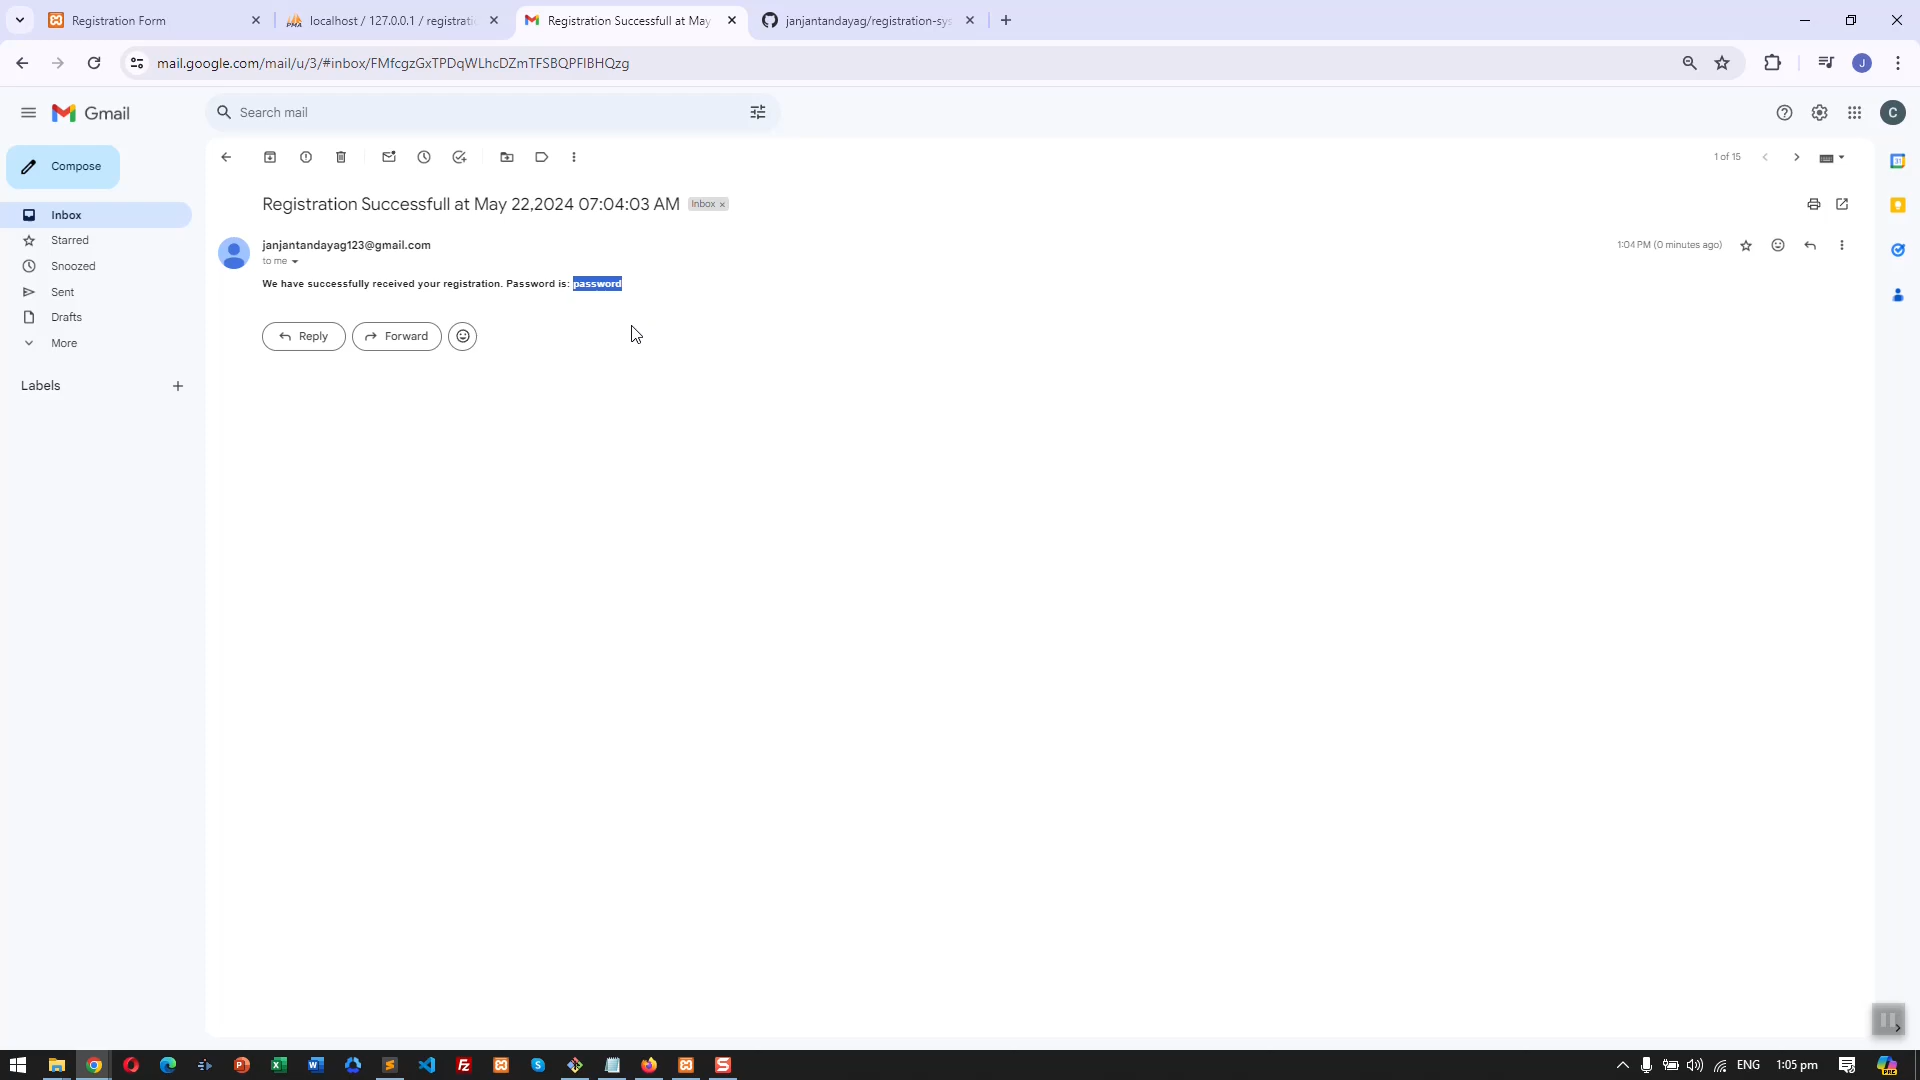 Registration Form
localhost / 127.0.0.1 / registratio
Registration Successfull at May
janjantandayag/registration-sys
mail.google.com/mail/u/3/#inbox/FMfcgzGxTPDqWLhcDZmTFSBQPFlBHQzg
J
Gmail
Search mail
C
Compose
1 of 15
Inbox
Starred
Snoozed
Sent
Drafts
More
Labels
Registration Successfull at May 22,2024 07:04:03 AM
Inbox x
janjantandayag123@gmail.com
1:04 PM (0 minutes ago)
to me
We have successfully received your registration. Password is: password
Reply
Forward
ENG
1:05 pm